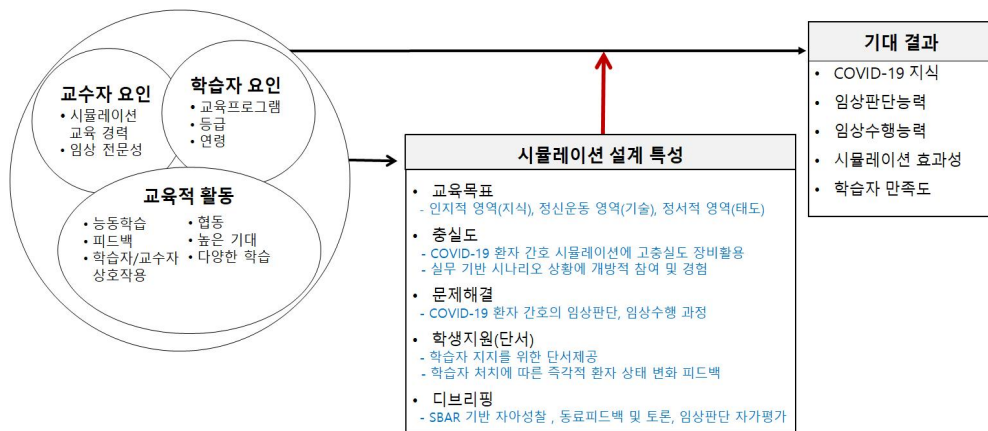 교수자 요인
• 시뮬레이션
교육 경력
• 임상 전문성
학습자 요인
• 교육프로그램
• 등급
• 연령
교육적 활동
• 능동학습
• 피드백
• 학습자/교수자
상호작용
• 협동
• 높은 기대
• 다양한 학습
시뮬레이션 설계 특성
• 교육목표
- 인지적 영역(지식), 정신운동 영역(기술), 정서적 영역(태도)
• 충실도
- COVID-19 환자 간호 시뮬레이션에 고충실도 장비활용
- 실무 기반 시나리오 상황에 개방적 참여 및 경험
• 문제해결
- COVID-19 환자 간호의 임상판단, 임상수행 과정
• 학생지원(단서)
- 학습자 지지를 위한 단서제공
- 학습자 처치에 따른 즉각적 환자 상태 변화 피드백
• 디브리핑
- SBAR 기반 자아성찰 , 동료피드백 및 토론, 임상판단 자가평가
기대 결과
• COVID-19 지식
• 임상판단능력
• 임상수행능력
• 시뮬레이션 효과성
• 학습자 만족도